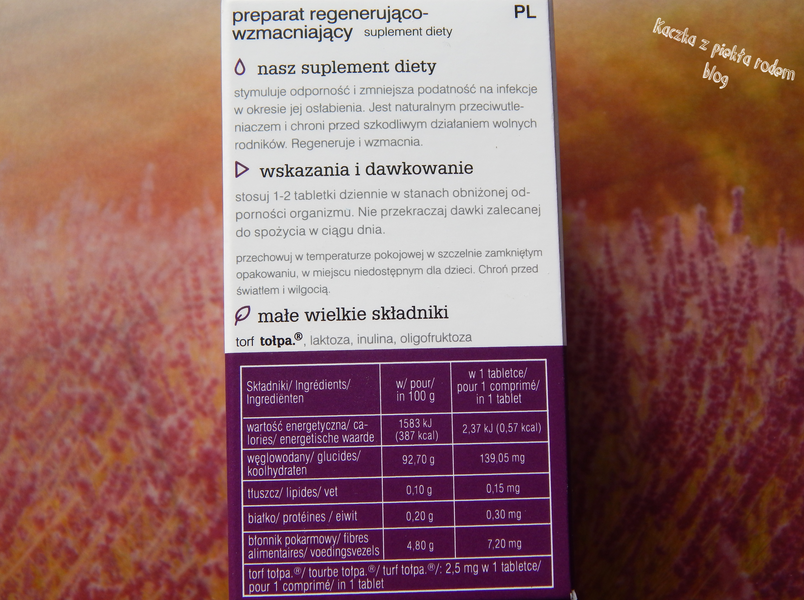 preparat regenerująco-
wzmacniający suplement diety
PL
Kaczka z piekła rodem
blog
nasz suplement diety
stymuluje odporność i zmniejsza podatność na infekcje
w okresie jej osłabienia. Jest naturalnym przeciwutle-
niaczem i chroni przed szkodliwym działaniem wolnych
rodników. Regeneruje i wzmacnia.
wskazania i dawkowanie
stosuj 1-2 tabletki dziennie w stanach obniżonej od-
porności organizmu. Nie przekraczaj dawki zalecanej
do spożycia w ciągu dnia.
przechowuj w temperaturze pokojowej w szczelnie zamkniętym
opakowaniu, w miejscu niedostępnym dla dzieci. Chroń przed
światłem i wilgocią.
małe wielkie składniki
torf tołpa.®, laktoza, inulina, oligofruktoza
Składniki/ Ingrédients/
Ingrediënten
w/ pour/
in 100 g
w 1 tabletce/
pour 1 comprimé/
in 1 tablet
wartość energetyczna/ ca-
lories/ energetische waarde
1583 kJ
(387 kcal)
2,37 kJ (0,57 kcal)
węglowodany/ glucides/
koolhydraten
92,70 g
139,05 mg
tłuszcz/ lipides/ vet
0,10 g
0,15 mg
białko/ protéines / eiwit
0,20 g
0,30 mg
błonnik pokarmowy/ fibres
alimentaires/ voedingsvezels
4,80 g
7,20 mg
torf tołpa.®/ tourbe tołpa.®/ turf tołpa.®/: 2,5 mg w 1 tabletce/
pour 1 comprimé/ in 1 tablet